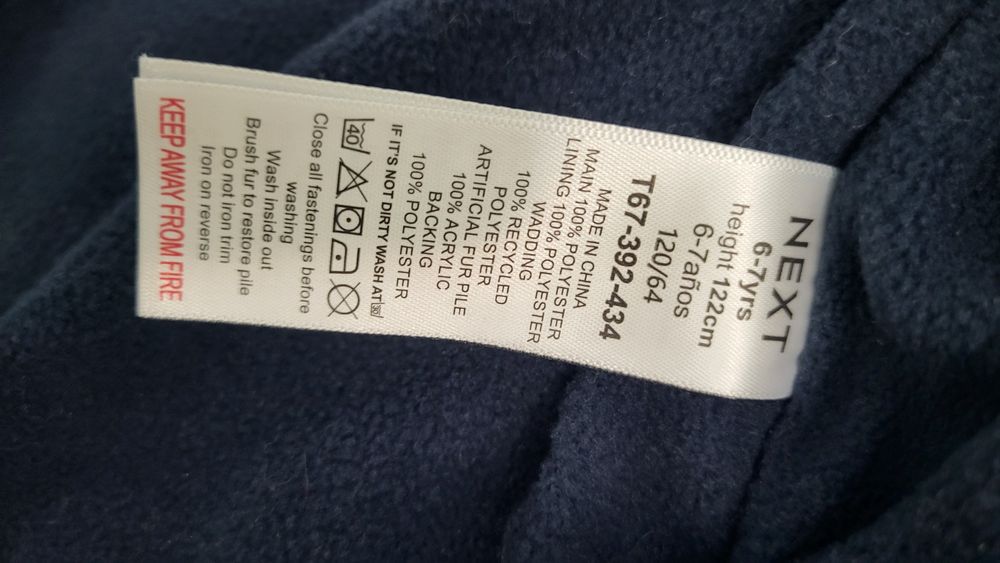 NEXT
6-7yrs
height 122cm
6-7años
120/64
T67-392-434
MADE IN CHINA
MAIN 100% POLYESTER
LINING 100% POLYESTER
WADDING
100% RECYCLED
POLYESTER
ARTIFICIAL FUR PILE
100% ACRYLIC
BACKING
100% POLYESTER
IF IT'S NOT DIRTY WASH AT 30
40
Close all fastenings before
washing
Wash inside out
Brush fur to restore pile
Do not iron trim
Iron on reverse
KEEP AWAY FROM FIRE